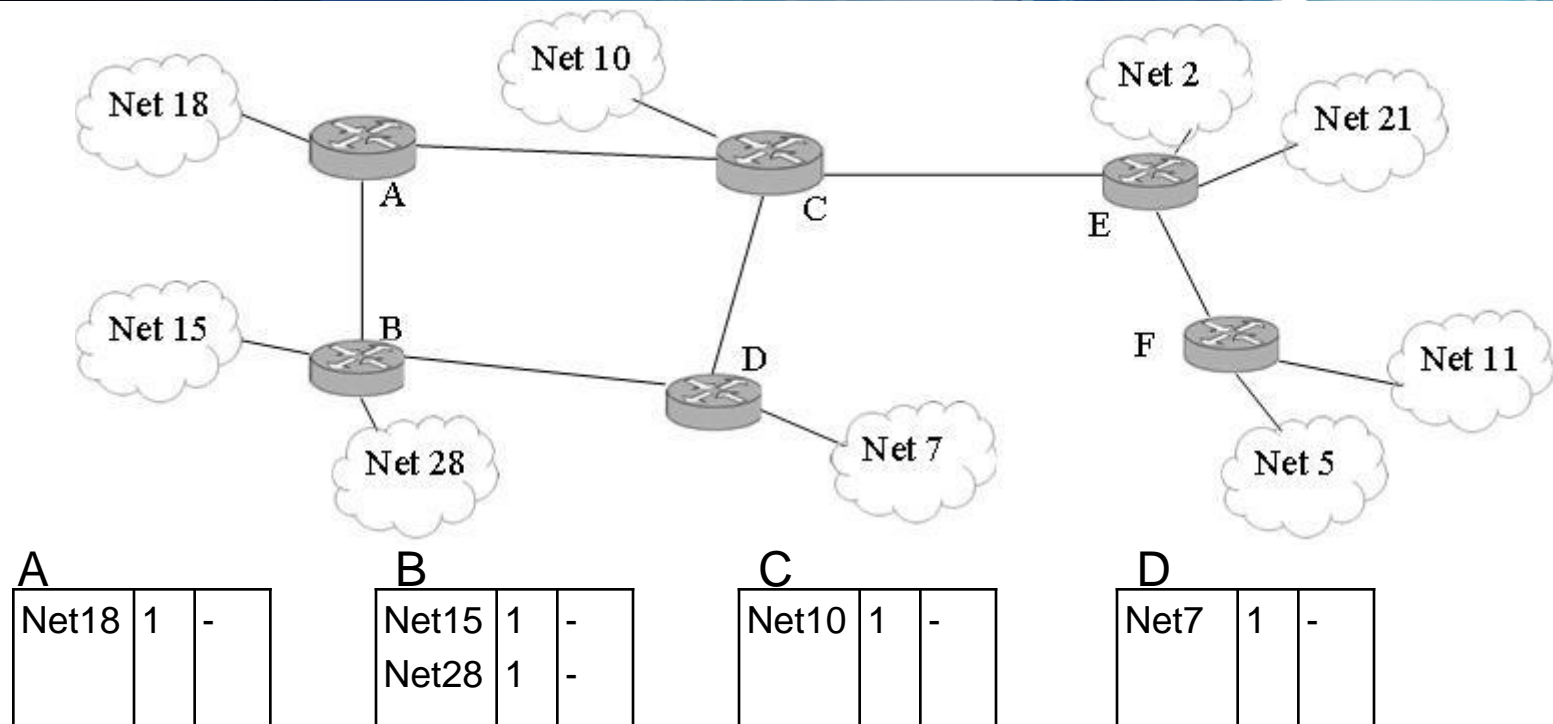 Net 10
Net 2
Net 18
Net 21
A
C
E
Net 15
B
D
F
Net 11
Net 28
Net 7
Net 5
A
B
C
D
Net18 1 -
Net15 1 -
Net10 1 -
Net7 1 -
Net28 1 -